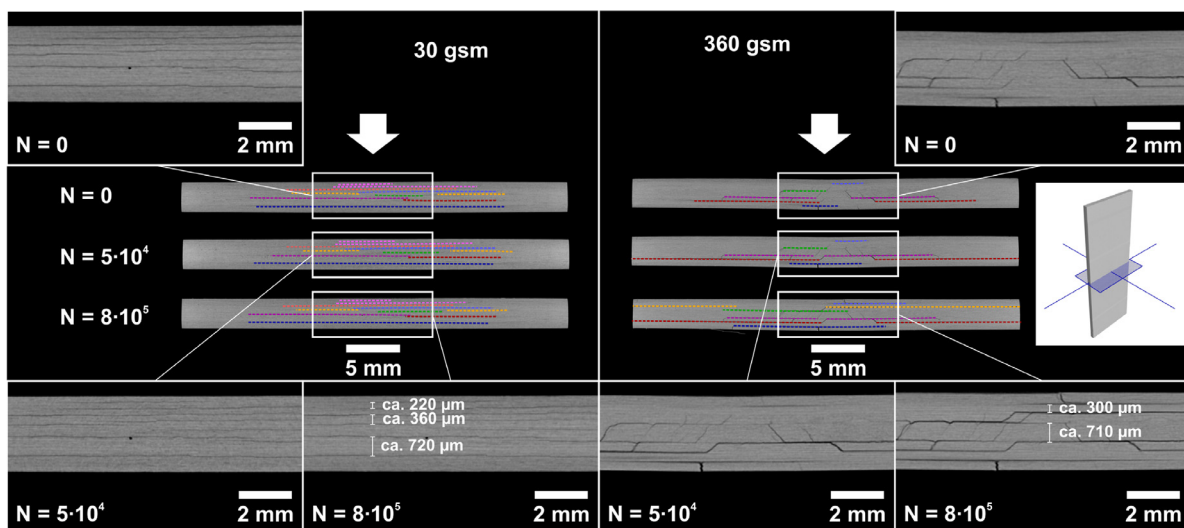 30 gsm
360 gsm
N = 0
2 mm
N = 0
2 mm
N = 0
N = 5·10⁴
N = 8·10⁵
5 mm
5 mm
ca. 220 µm
ca. 360 µm
ca. 720 µm
ca. 300 µm
ca. 710 µm
N = 5·10⁴
2 mm
N = 8·10⁵
2 mm
N = 5·10⁴
2 mm
N = 8·10⁵
2 mm